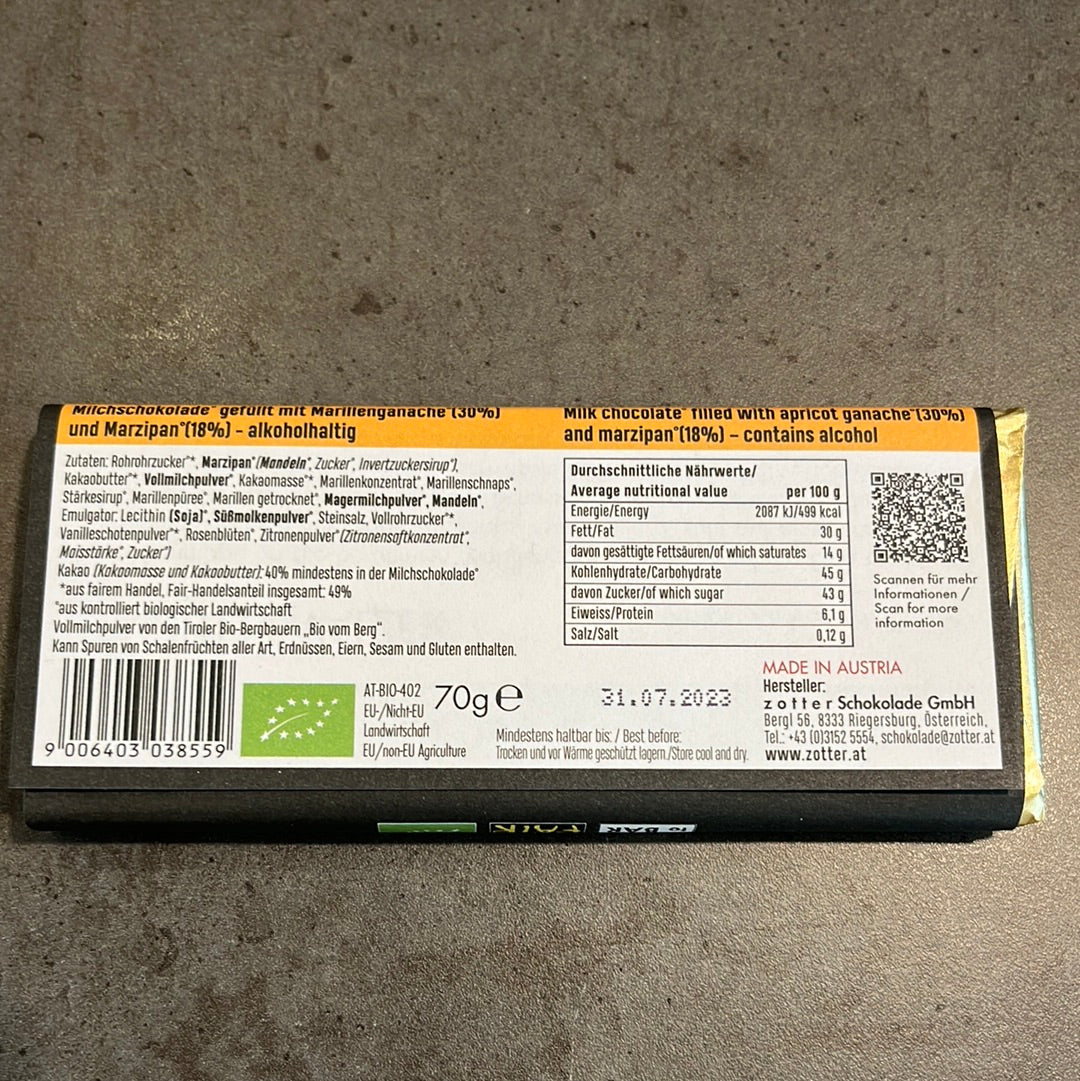 Milchschokolade° gefüllt mit Marillenganache°(30%)
und Marzipan°(18%) – alkoholhaltig
Milk chocolate° filled with apricot ganache°(30%)
and marzipan°(18%) – contains alcohol
Zutaten: Rohrohrzucker°*, Marzipan°(Mandeln°, Zucker°, Invertzuckersirup°),
Kakaobutter°*, Vollmilchpulver°, Kakaomasse°*, Marillenkonzentrat°, Marillenschnaps°,
Stärkesirup°, Marillenpüree°, Marillen getrocknet°, Magermilchpulver°, Mandeln°,
Emulgator: Lecithin (Soja)°, Süßmolkenpulver°, Steinsalz, Vollrohrzucker°*,
Vanilleschotenpulver°*, Rosenblüten°, Zitronenpulver°(Zitronensaftkonzentrat°,
Maisstärke°, Zucker°)
Kakao (Kakaomasse und Kakaobutter): 40% mindestens in der Milchschokolade°
*aus fairem Handel, Fair-Handelsanteil insgesamt: 49%
°aus kontrolliert biologischer Landwirtschaft
Vollmilchpulver von den Tiroler Bio-Bergbauern „Bio vom Berg“.
Kann Spuren von Schalenfrüchten aller Art, Erdnüssen, Eiern, Sesam und Gluten enthalten.
Durchschnittliche Nährwerte/
Average nutritional value per 100 g
Energie/Energy 2087 kJ/499 kcal
Fett/Fat 30 g
davon gesättigte Fettsäuren/of which saturates 14 g
Kohlenhydrate/Carbohydrate 45 g
davon Zucker/of which sugar 43 g
Eiweiss/Protein 6,1 g
Salz/Salt 0,12 g
Scannen für mehr
Informationen /
Scan for more
information
9 006403 038559
AT-BIO-402
EU-/Nicht-EU
Landwirtschaft
EU/non-EU Agriculture
70g e
31.07.2023
Mindestens haltbar bis: / Best before:
Trocken und vor Wärme geschützt lagern./Store cool and dry.
MADE IN AUSTRIA
Hersteller:
zotter Schokolade GmbH
Bergl 56, 8333 Riegersburg, Österreich,
Tel.: +43 (0)3152 5554, schokolade@zotter.at
www.zotter.at
FAIR
to BAR